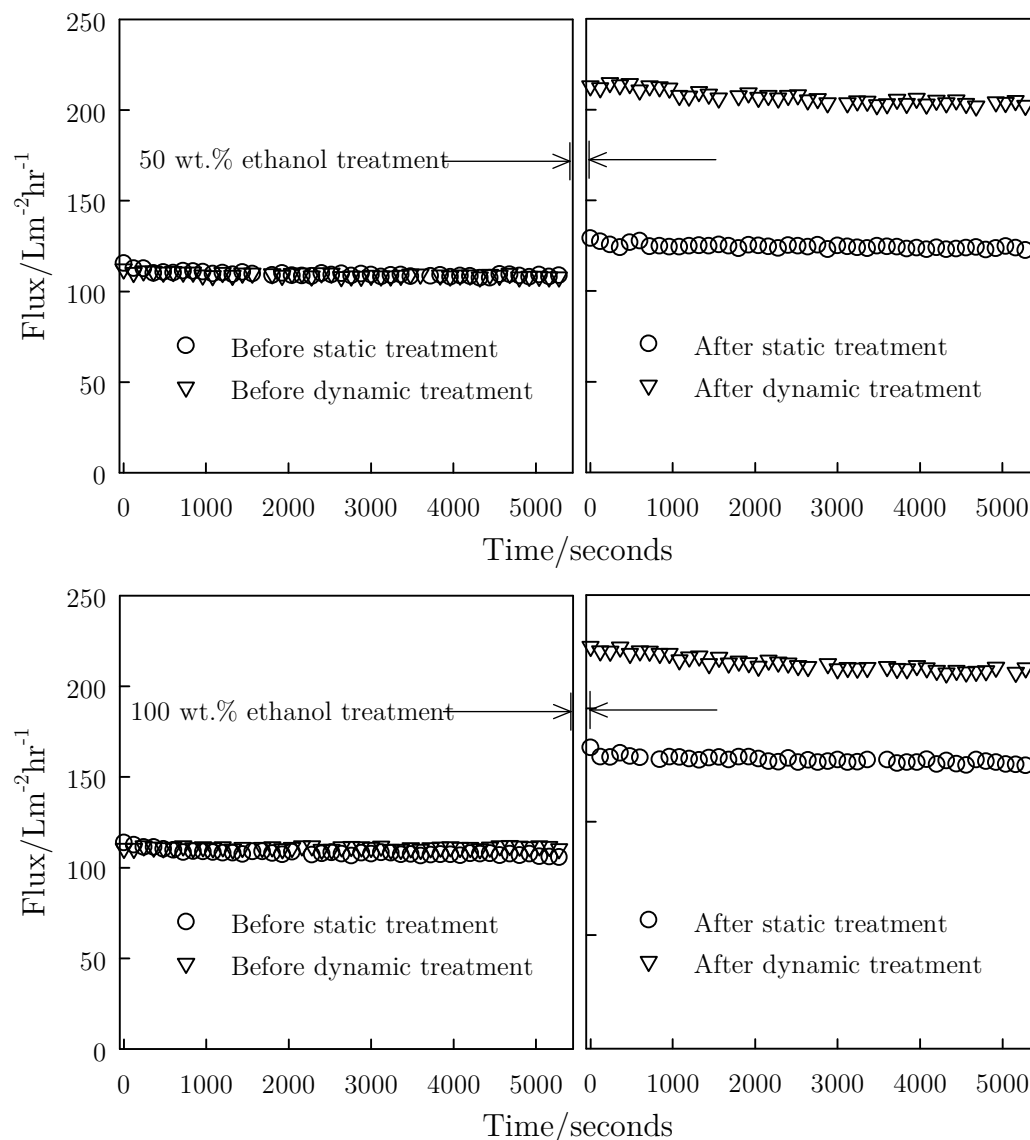 250
200
150
100
50
0
Flux/Lm⁻²hr⁻¹
50 wt.% ethanol treatment
Before static treatment
Before dynamic treatment
After static treatment
After dynamic treatment
0 1000 2000 3000 4000 5000
0 1000 2000 3000 4000 5000
Time/seconds
250
200
150
100
50
0
Flux/Lm⁻²hr⁻¹
100 wt.% ethanol treatment
Before static treatment
Before dynamic treatment
After static treatment
After dynamic treatment
0 1000 2000 3000 4000 5000
0 1000 2000 3000 4000 5000
Time/seconds